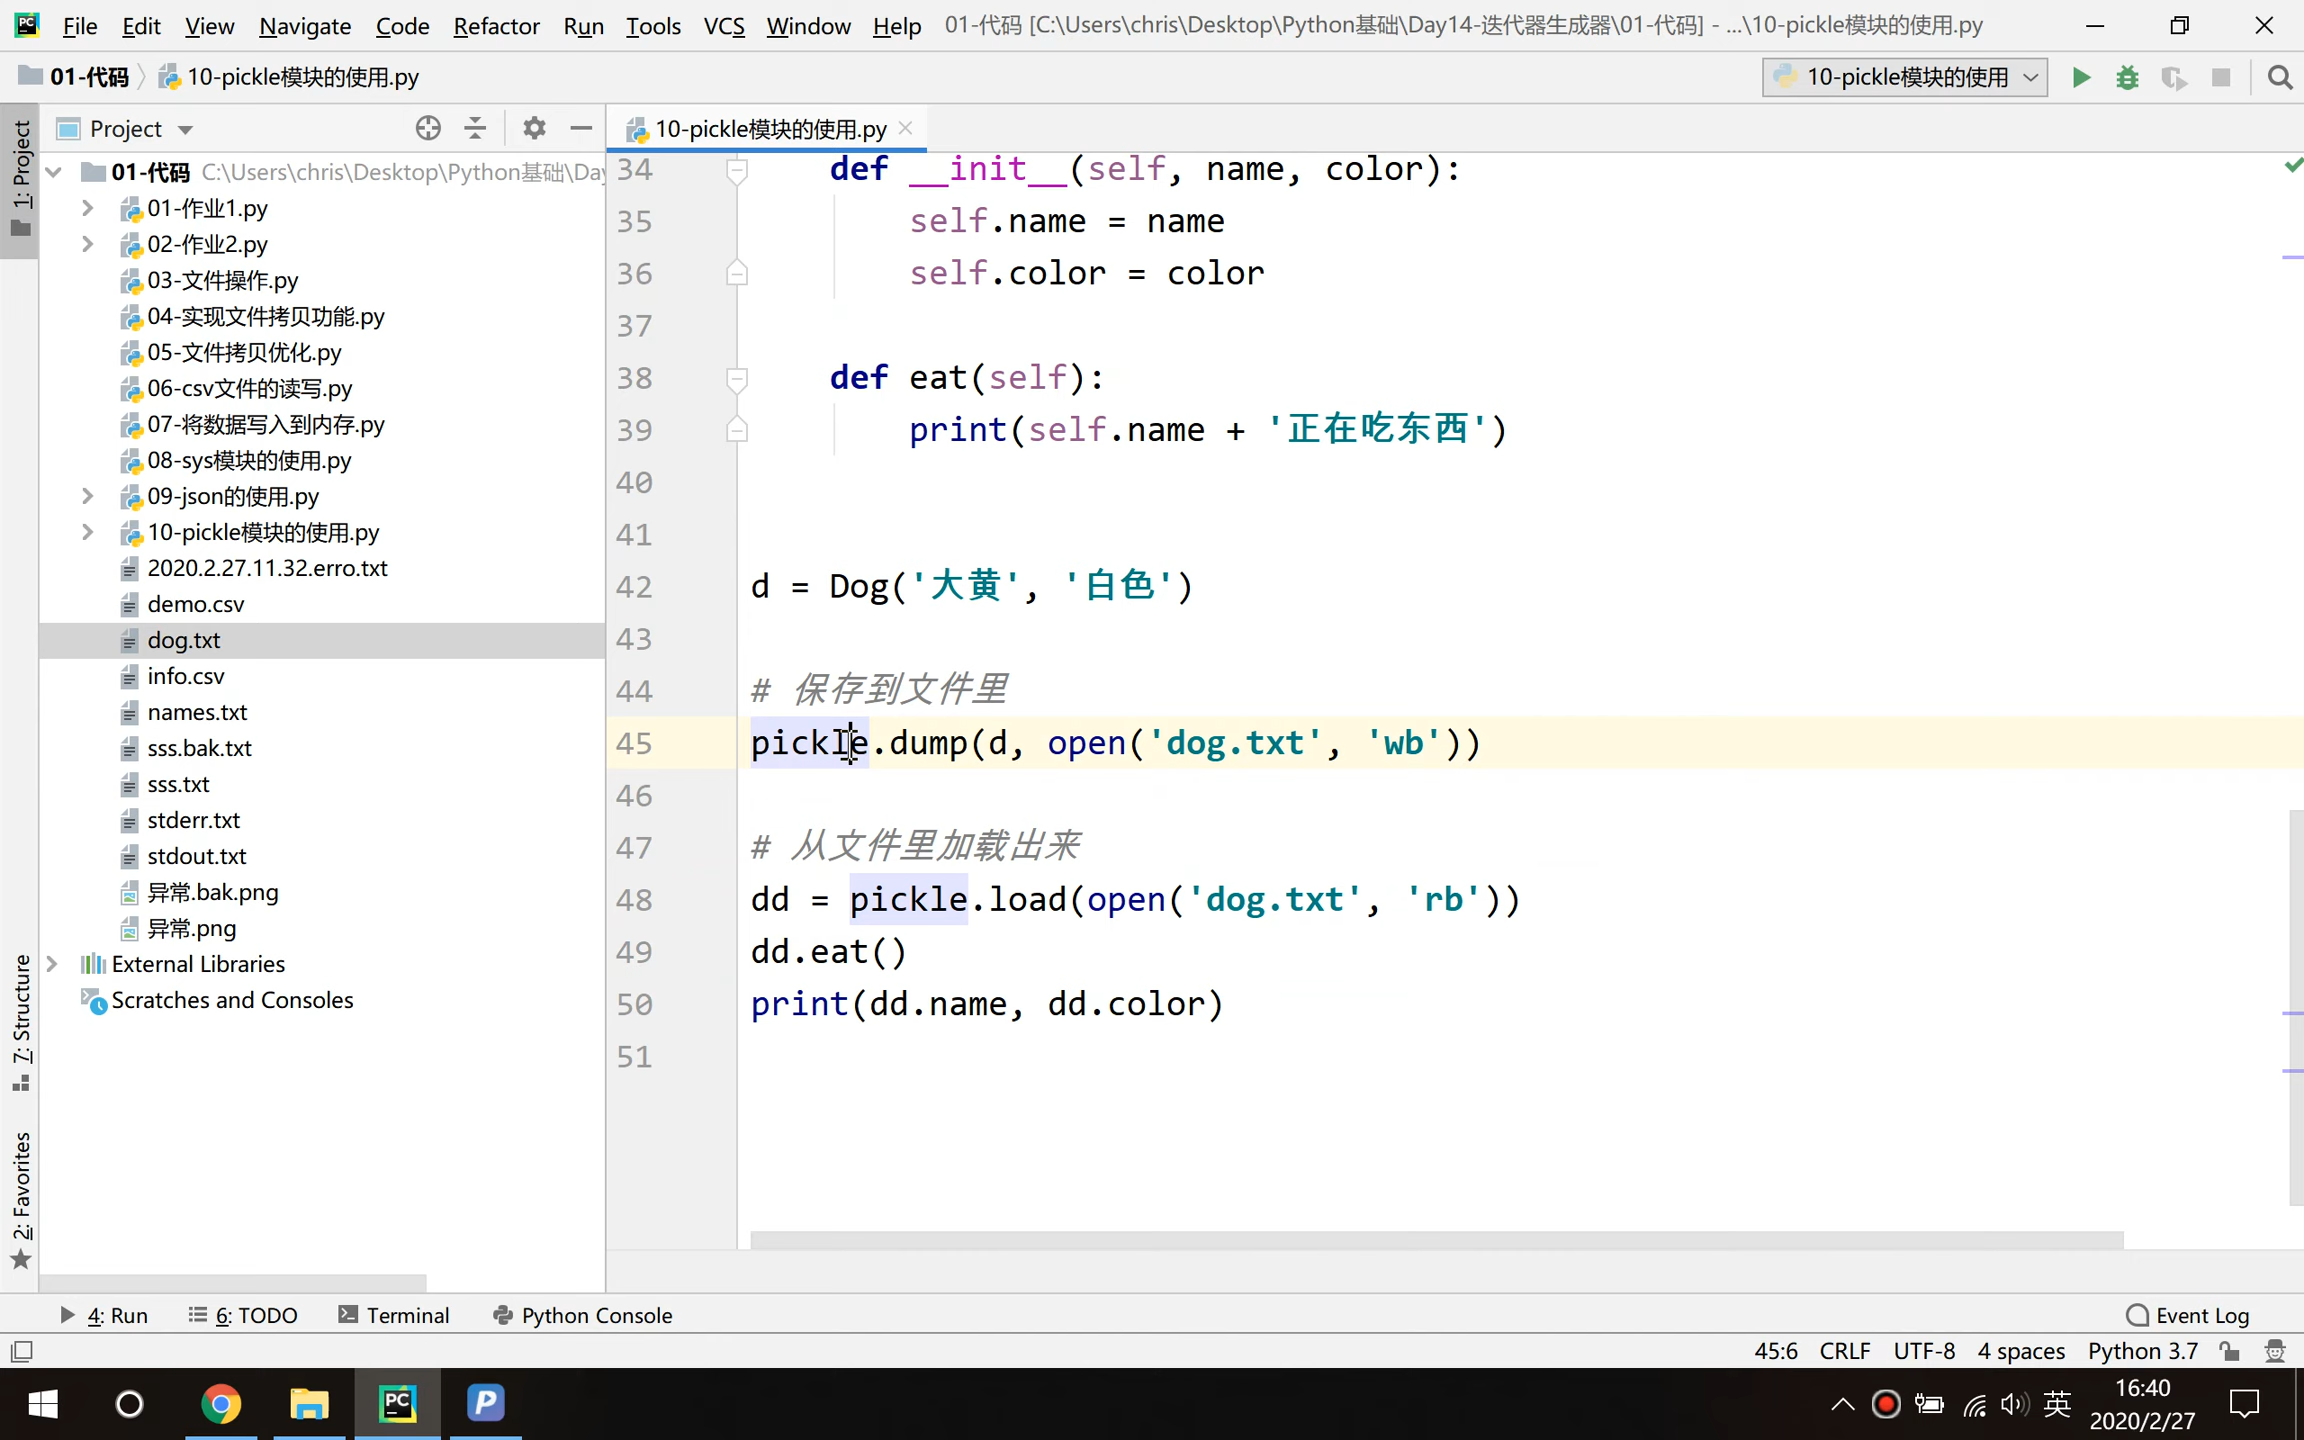 File Edit View Navigate Code Refactor Run Tools VCS Window Help 01-代码 [C:\Users\chris\Desktop\Python基础\Day14-迭代器生成器\01-代码] - ...\10-pickle模块的使用.py
01-代码 10-pickle模块的使用.py 10-pickle模块的使用
Project 10-pickle模块的使用.py
1: Project
7: Structure
2: Favorites
01-代码 C:\Users\chris\Desktop\Python基础\Da
01-作业1.py
02-作业2.py
03-文件操作.py
04-实现文件拷贝功能.py
05-文件拷贝优化.py
06-csv文件的读写.py
07-将数据写入到内存.py
08-sys模块的使用.py
09-json的使用.py
10-pickle模块的使用.py
2020.2.27.11.32.erro.txt
demo.csv
dog.txt
info.csv
names.txt
sss.bak.txt
sss.txt
stderr.txt
stdout.txt
异常.bak.png
异常.png
External Libraries
Scratches and Consoles
34 def __init__(self, name, color):
35 self.name = name
36 self.color = color
37
38 def eat(self):
39 print(self.name + '正在吃东西')
40
41
42 d = Dog('大黄', '白色')
43
44 # 保存到文件里
45 pickle.dump(d, open('dog.txt', 'wb'))
46
47 # 从文件里加载出来
48 dd = pickle.load(open('dog.txt', 'rb'))
49 dd.eat()
50 print(dd.name, dd.color)
51
4: Run 6: TODO Terminal Python Console Event Log
45:6 CRLF UTF-8 4 spaces Python 3.7
PC P 英 16:40
2020/2/27